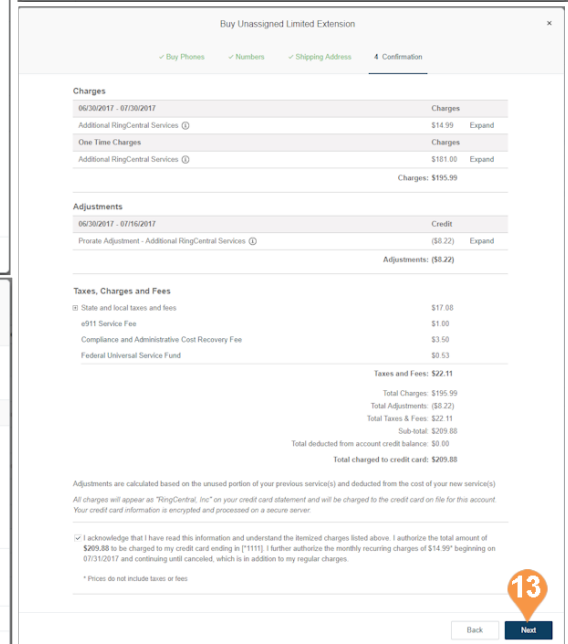 Buy Unassigned Limited Extension ×
✓ Buy Phones ✓ Numbers ✓ Shipping Address 4 Confirmation
Charges
06/30/2017 - 07/30/2017 Charges
Additional RingCentral Services ⓘ $14.99 Expand
One Time Charges Charges
Additional RingCentral Services ⓘ $181.00 Expand
Charges: $195.99
Adjustments
06/30/2017 - 07/16/2017 Credit
Prorate Adjustment - Additional RingCentral Services ⓘ ($8.22) Expand
Adjustments: ($8.22)
Taxes, Charges and Fees
⊞ State and local taxes and fees $17.08
e911 Service Fee $1.00
Compliance and Administrative Cost Recovery Fee $3.50
Federal Universal Service Fund $0.53
Taxes and Fees: $22.11
Total Charges: $195.99
Total Adjustments: ($8.22)
Total Taxes & Fees: $22.11
Sub-total: $209.88
Total deducted from account credit balance: $0.00
Total charged to credit card: $209.88
Adjustments are calculated based on the unused portion of your previous service(s) and deducted from the cost of your new service(s)
All charges will appear as "RingCentral, Inc" on your credit card statement and will be charged to the credit card on file for this account.
Your credit card information is encrypted and processed on a secure server.
✓ I acknowledge that I have read this information and understand the itemized charges listed above. I authorize the total amount of
$209.88 to be charged to my credit card ending in [*1111]. I further authorize the monthly recurring charges of $14.99* beginning on
07/31/2017 and continuing until canceled, which is in addition to my regular charges.
* Prices do not include taxes or fees
13
Back Next